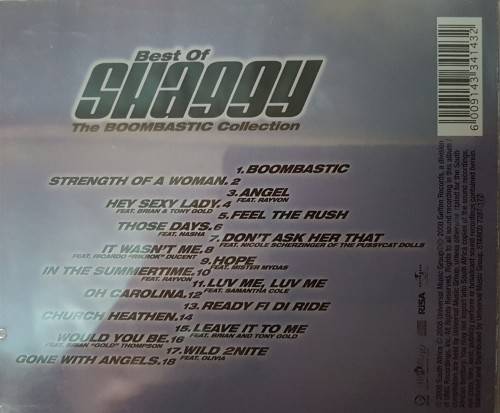 Best Of
SHAGGY
The BOOMBASTIC Collection
1. BOOMBASTIC
STRENGTH OF A WOMAN. 2
3. ANGEL
FEAT. RAYVON
HEY SEXY LADY. 4
FEAT. BRIAN & TONY GOLD
5. FEEL THE RUSH
THOSE DAYS. 6
FEAT. NASHA
7. DON'T ASK HER THAT
FEAT. NICOLE SCHERZINGER OF THE PUSSYCAT DOLLS
IT WASN'T ME. 8
FEAT. RICARDO "RIKROK" DUCENT
9. HOPE
FEAT. MISTER MYDAS
IN THE SUMMERTIME. 10
FEAT. RAYVON
11. LUV ME, LUV ME
FEAT. SAMANTHA COLE
OH CAROLINA. 12
13. READY FI DI RIDE
CHURCH HEATHEN. 14
15. LEAVE IT TO ME
FEAT. BRIAN AND TONY GOLD
WOULD YOU BE. 16
FEAT. BRIAN "GOLD" THOMPSON
17. WILD 2NITE
FEAT. OLIVIA
GONE WITH ANGELS. 18
6 009143 341432
RISA